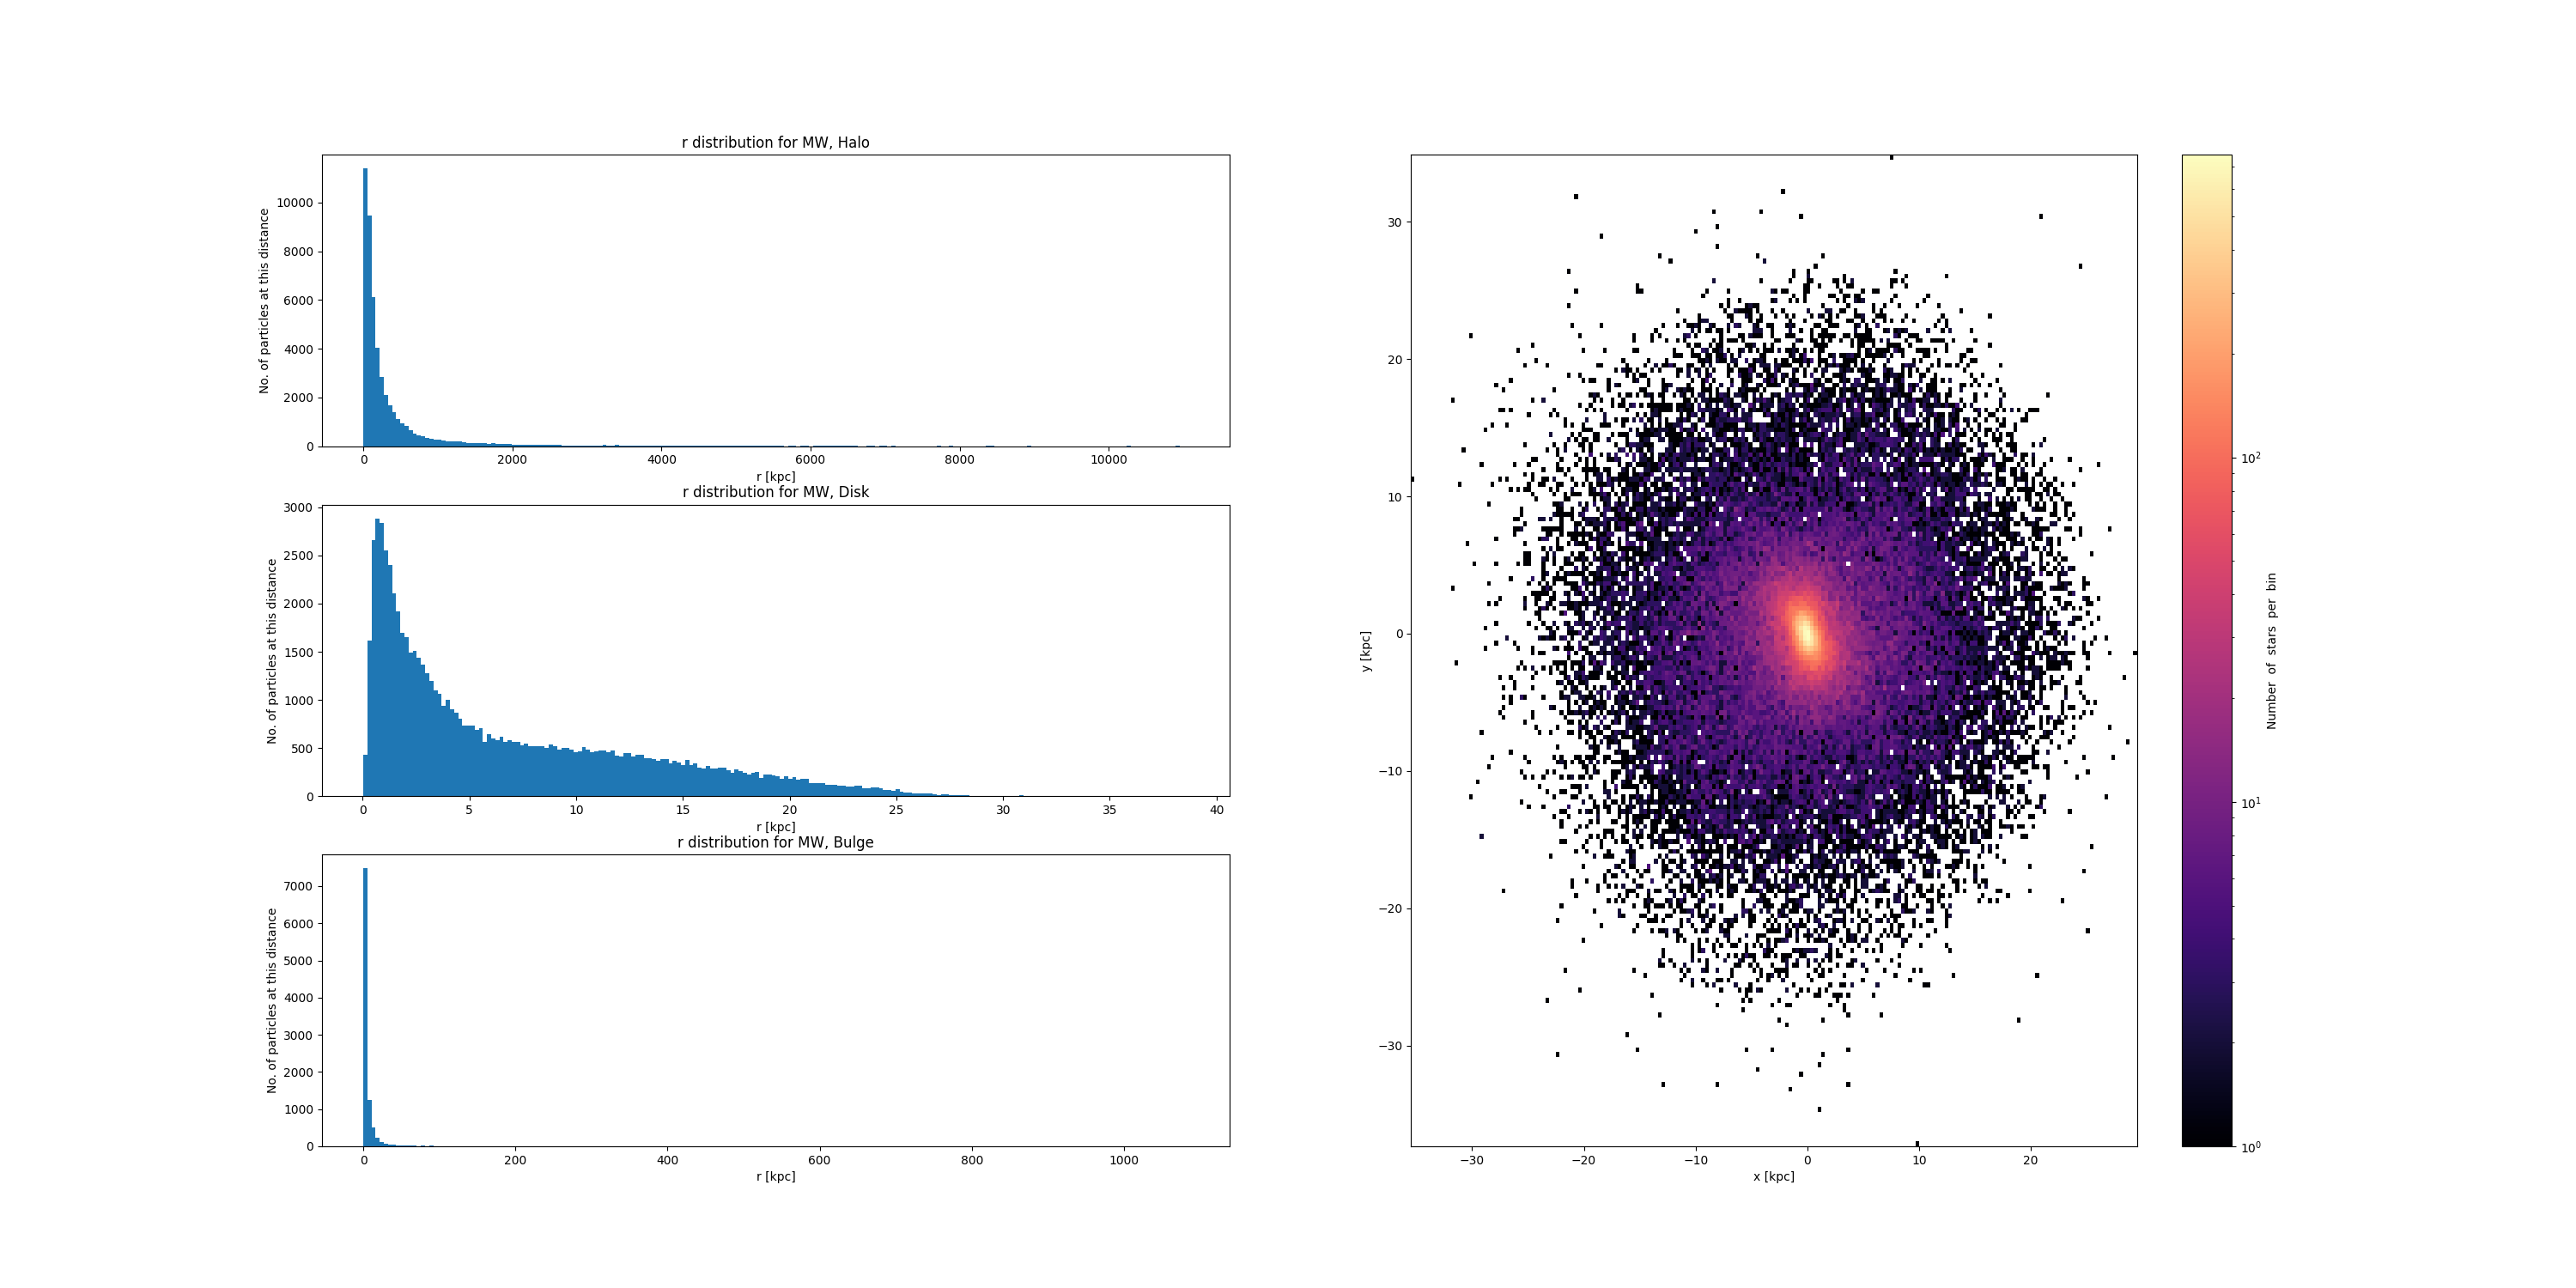 r distribution for MW, Halo
No. of particles at this distance
10000
8000
6000
4000
2000
0
0 2000 4000 6000 8000 10000
r [kpc]
r distribution for MW, Disk
No. of particles at this distance
3000
2500
2000
1500
1000
500
0
0 5 10 15 20 25 30 35 40
r [kpc]
r distribution for MW, Bulge
No. of particles at this distance
7000
6000
5000
4000
3000
2000
1000
0
0 200 400 600 800 1000
r [kpc]
y [kpc]
30
20
10
0
−10
−20
−30
−30 −20 −10 0 10 20
x [kpc]
10²
10¹
10⁰
Number of stars per bin